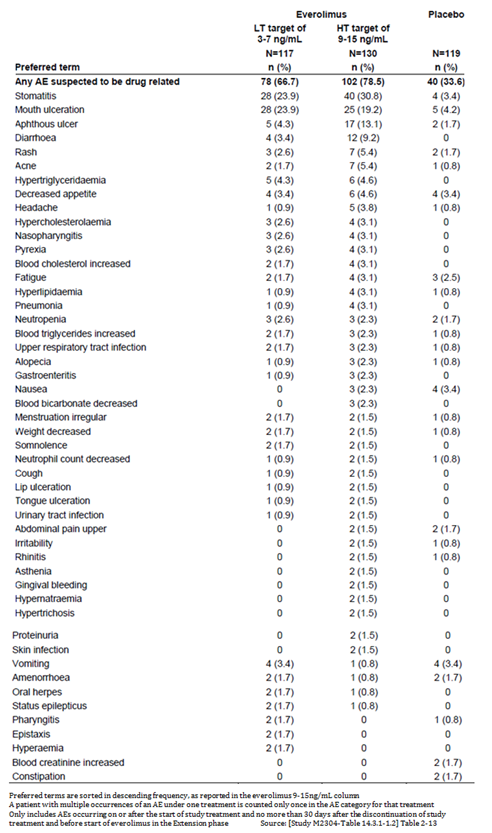 Everolimus Placebo
LT target of HT target of
3-7 ng/mL 9-15 ng/mL
N=117 N=130 N=119
Preferred term n (%) n (%) n (%)
Any AE suspected to be drug related 78 (66.7) 102 (78.5) 40 (33.6)
Stomatitis 28 (23.9) 40 (30.8) 4 (3.4)
Mouth ulceration 28 (23.9) 25 (19.2) 5 (4.2)
Aphthous ulcer 5 (4.3) 17 (13.1) 2 (1.7)
Diarrhoea 4 (3.4) 12 (9.2) 0
Rash 3 (2.6) 7 (5.4) 2 (1.7)
Acne 2 (1.7) 7 (5.4) 1 (0.8)
Hypertriglyceridaemia 5 (4.3) 6 (4.6) 0
Decreased appetite 4 (3.4) 6 (4.6) 4 (3.4)
Headache 1 (0.9) 5 (3.8) 1 (0.8)
Hypercholesterolaemia 3 (2.6) 4 (3.1) 0
Nasopharyngitis 3 (2.6) 4 (3.1) 0
Pyrexia 3 (2.6) 4 (3.1) 0
Blood cholesterol increased 2 (1.7) 4 (3.1) 0
Fatigue 2 (1.7) 4 (3.1) 3 (2.5)
Hyperlipidaemia 1 (0.9) 4 (3.1) 1 (0.8)
Pneumonia 1 (0.9) 4 (3.1) 0
Neutropenia 3 (2.6) 3 (2.3) 2 (1.7)
Blood triglycerides increased 2 (1.7) 3 (2.3) 1 (0.8)
Upper respiratory tract infection 2 (1.7) 3 (2.3) 1 (0.8)
Alopecia 1 (0.9) 3 (2.3) 1 (0.8)
Gastroenteritis 1 (0.9) 3 (2.3) 0
Nausea 0 3 (2.3) 4 (3.4)
Blood bicarbonate decreased 0 3 (2.3) 0
Menstruation irregular 2 (1.7) 2 (1.5) 1 (0.8)
Weight decreased 2 (1.7) 2 (1.5) 1 (0.8)
Somnolence 2 (1.7) 2 (1.5) 0
Neutrophil count decreased 1 (0.9) 2 (1.5) 1 (0.8)
Cough 1 (0.9) 2 (1.5) 0
Lip ulceration 1 (0.9) 2 (1.5) 0
Tongue ulceration 1 (0.9) 2 (1.5) 0
Urinary tract infection 1 (0.9) 2 (1.5) 0
Abdominal pain upper 0 2 (1.5) 2 (1.7)
Irritability 0 2 (1.5) 1 (0.8)
Rhinitis 0 2 (1.5) 1 (0.8)
Asthenia 0 2 (1.5) 0
Gingival bleeding 0 2 (1.5) 0
Hypernatraemia 0 2 (1.5) 0
Hypertrichosis 0 2 (1.5) 0
Proteinuria 0 2 (1.5) 0
Skin infection 0 2 (1.5) 0
Vomiting 4 (3.4) 1 (0.8) 4 (3.4)
Amenorrhoea 2 (1.7) 1 (0.8) 2 (1.7)
Oral herpes 2 (1.7) 1 (0.8) 0
Status epilepticus 2 (1.7) 1 (0.8) 0
Pharyngitis 2 (1.7) 0 1 (0.8)
Epistaxis 2 (1.7) 0 0
Hyperaemia 2 (1.7) 0 0
Blood creatinine increased 0 0 2 (1.7)
Constipation 0 0 2 (1.7)
Preferred terms are sorted in descending frequency, as reported in the everolimus 9-15ng/mL column
A patient with multiple occurrences of an AE under one treatment is counted only once in the AE category for that treatment
Only includes AEs occurring on or after the start of study treatment and no more than 30 days after the discontinuation of study
treatment and before start of everolimus in the Extension phase Source: [Study M2304-Table 14.3.1-1.2] Table 2-13